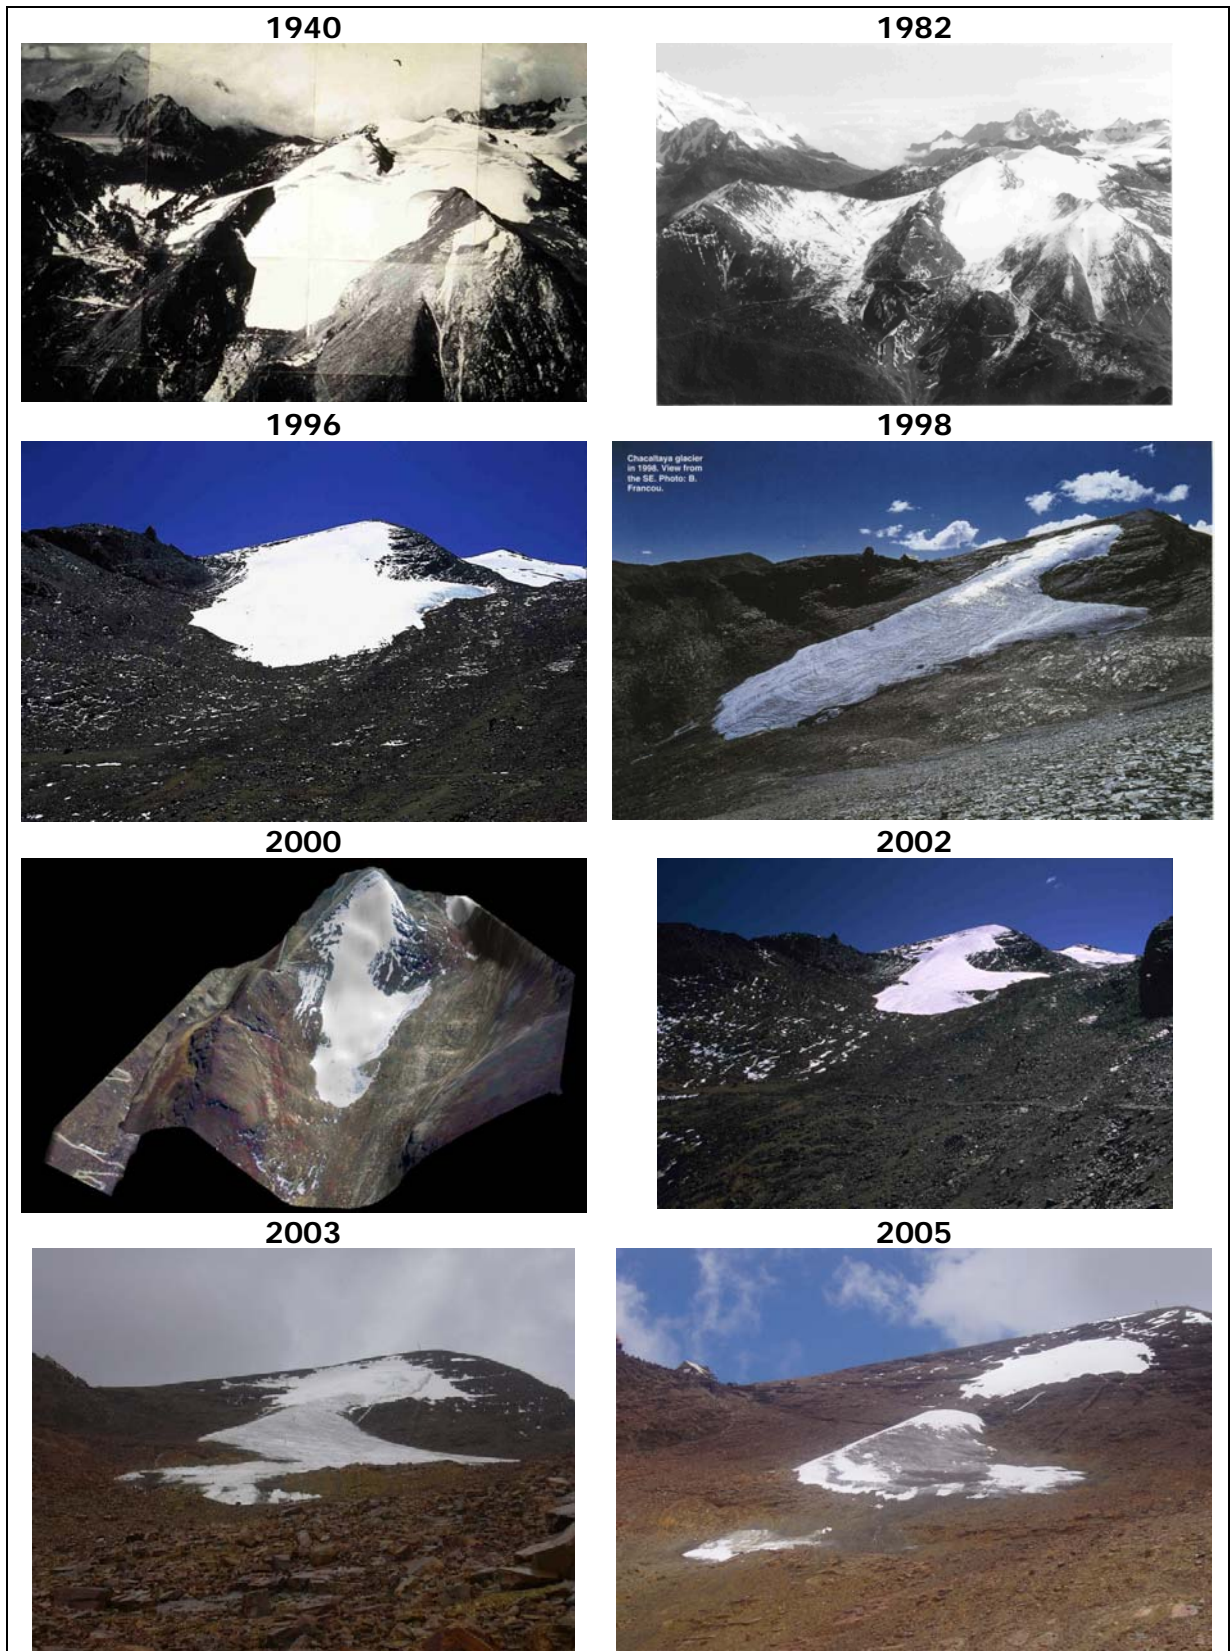 1940
1982
1996
1998
Chacaltaya glacier
in 1998. View from
the SE. Photo: B.
Francou.
2000
2002
2003
2005